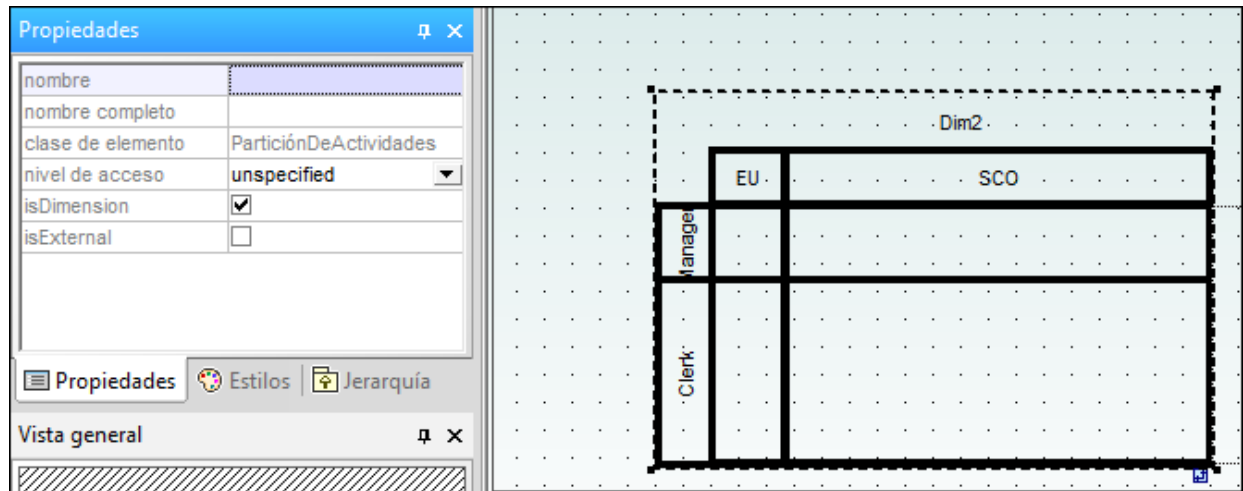 Propiedades
nombre
nombre completo
clase de elemento ParticiónDeActividades
nivel de acceso unspecified
isDimension
isExternal
Propiedades Estilos Jerarquía
Vista general
Dim2
EU SCO
Manager
Clerk